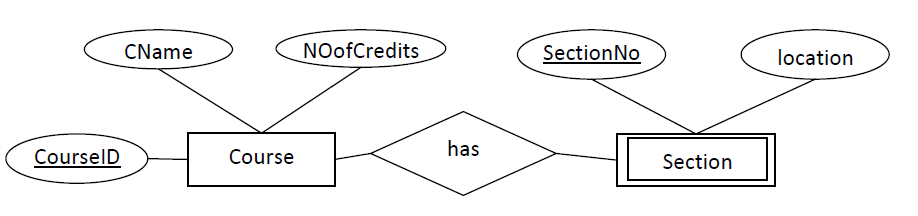 CName
NOofCredits
SectionNo
location
CourseID
Course
has
Section